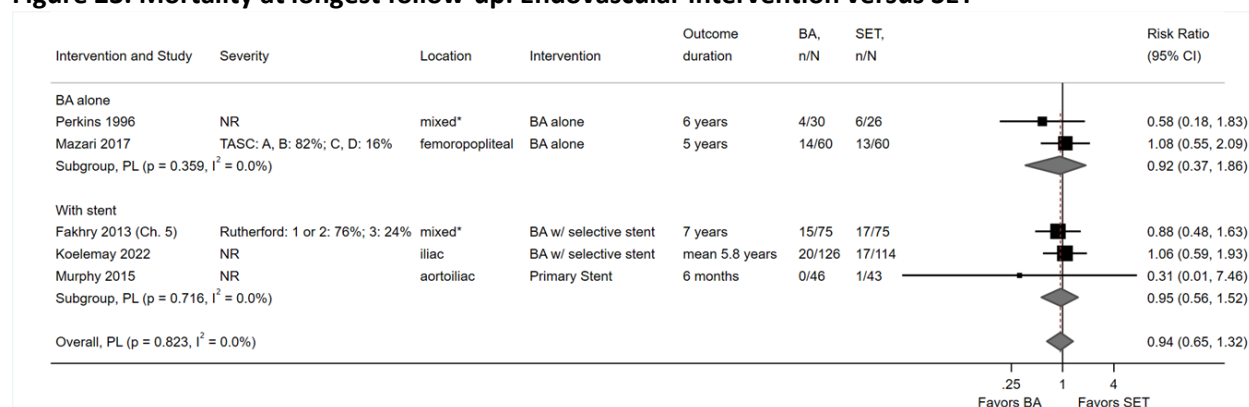 Figure 23. Mortality at longest follow-up: Endovascular intervention versus SET
Outcome BA, SET, Risk Ratio
Intervention and Study Severity Location Intervention duration n/N n/N (95% CI)
BA alone
Perkins 1996 NR mixed* BA alone 6 years 4/30 6/26 0.58 (0.18, 1.83)
Mazari 2017 TASC: A, B: 82%; C, D: 16% femoropopliteal BA alone 5 years 14/60 13/60 1.08 (0.55, 2.09)
Subgroup, PL (p = 0.359, I² = 0.0%) 0.92 (0.37, 1.86)
With stent
Fakhry 2013 (Ch. 5) Rutherford: 1 or 2: 76%; 3: 24% mixed* BA w/ selective stent 7 years 15/75 17/75 0.88 (0.48, 1.63)
Koelemay 2022 NR iliac BA w/ selective stent mean 5.8 years 20/126 17/114 1.06 (0.59, 1.93)
Murphy 2015 NR aortoiliac Primary Stent 6 months 0/46 1/43 0.31 (0.01, 7.46)
Subgroup, PL (p = 0.716, I² = 0.0%) 0.95 (0.56, 1.52)
Overall, PL (p = 0.823, I² = 0.0%) 0.94 (0.65, 1.32)
.25 1 4
Favors BA Favors SET